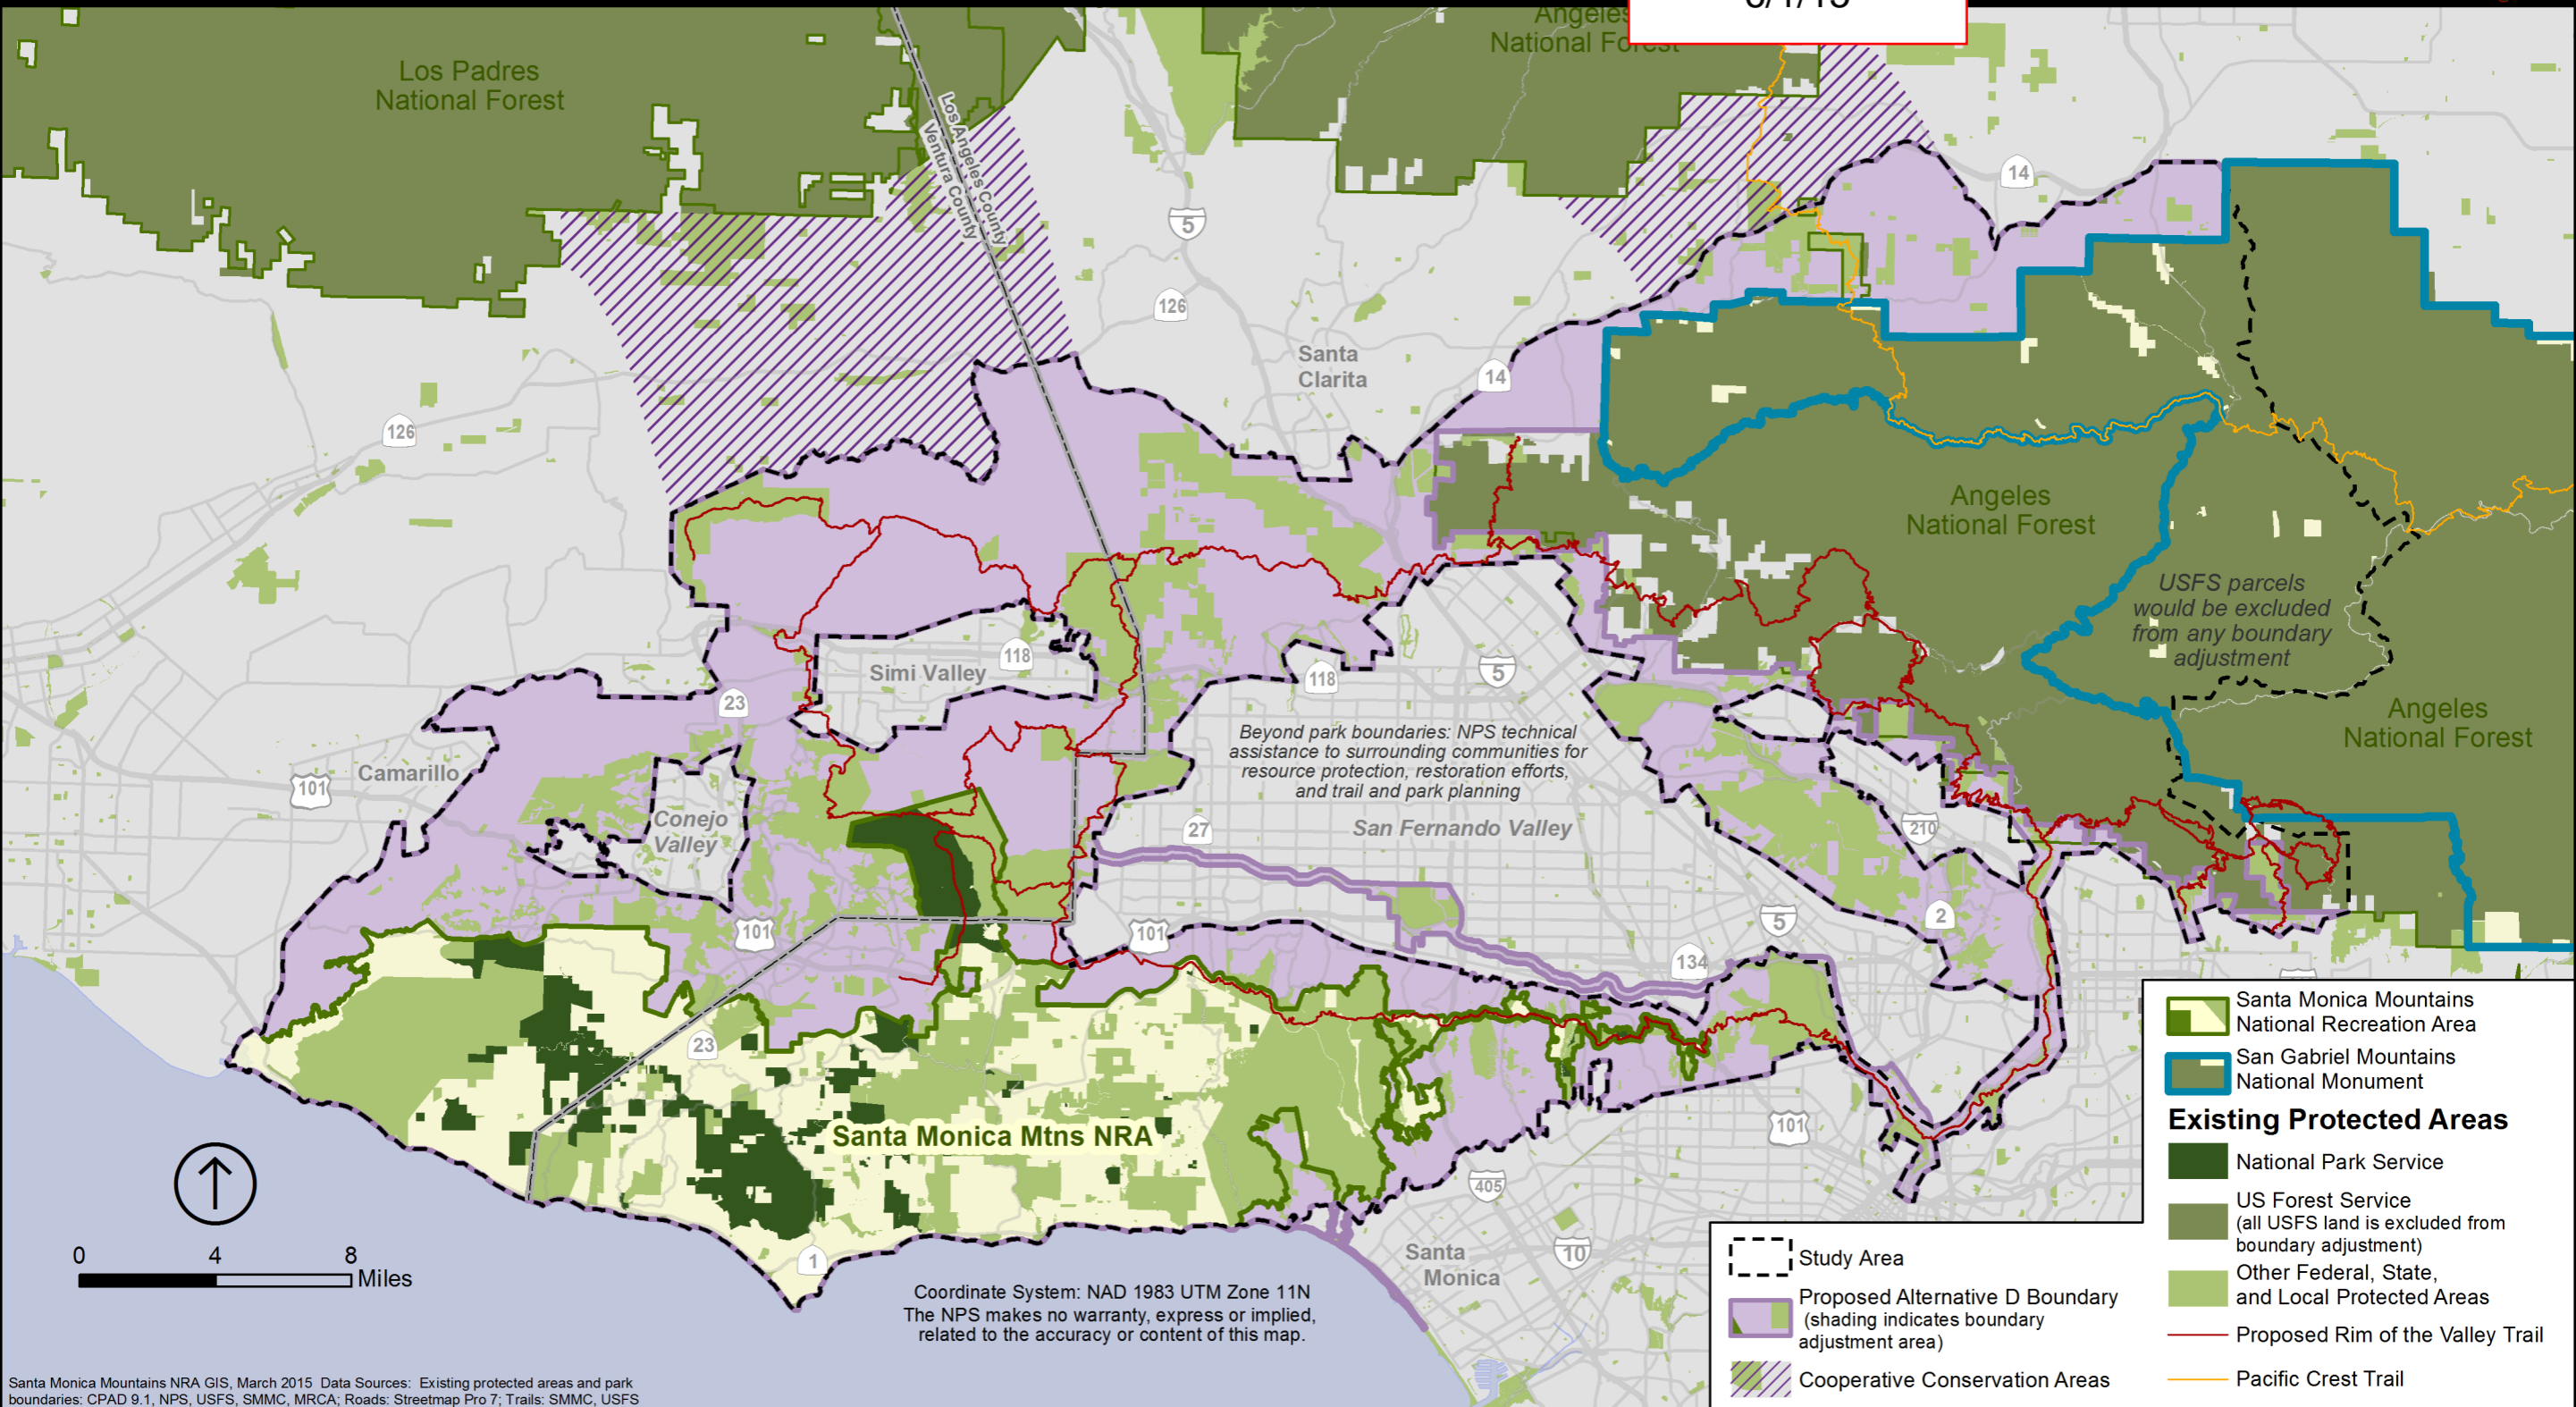 Angeles
National Forest
Los Padres
National Forest
Los Angeles County
Ventura County
14
5
126
Santa
Clarita
14
126
Angeles
National Forest
USFS parcels
would be excluded
from any boundary
adjustment
118
Simi Valley
118
5
23
Angeles
National Forest
Beyond park boundaries: NPS technical
assistance to surrounding communities for
resource protection, restoration efforts,
and trail and park planning
Camarillo
101
Conejo
Valley
27
San Fernando Valley
210
101
101
5
2
134
23
Santa Monica Mtns NRA
101
405
Santa
Monica
10
1
0 4 8
Miles
Coordinate System: NAD 1983 UTM Zone 11N
The NPS makes no warranty, express or implied,
related to the accuracy or content of this map.
Santa Monica Mountains NRA GIS, March 2015 Data Sources: Existing protected areas and park
boundaries: CPAD 9.1, NPS, USFS, SMMC, MRCA; Roads: Streetmap Pro 7; Trails: SMMC, USFS
Study Area
Proposed Alternative D Boundary
(shading indicates boundary
adjustment area)
Cooperative Conservation Areas
Santa Monica Mountains
National Recreation Area
San Gabriel Mountains
National Monument
Existing Protected Areas
National Park Service
US Forest Service
(all USFS land is excluded from
boundary adjustment)
Other Federal, State,
and Local Protected Areas
Proposed Rim of the Valley Trail
Pacific Crest Trail